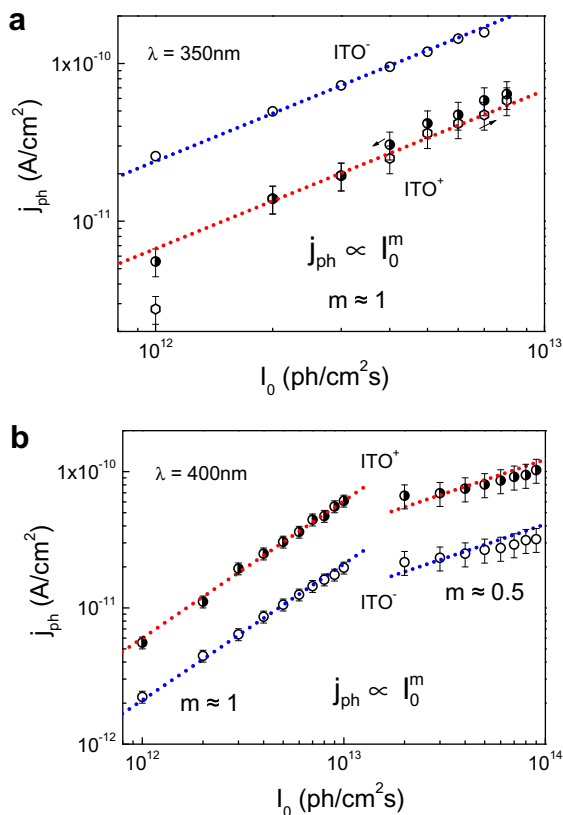 a
λ = 350nm
ITO⁻
1x10⁻¹⁰
j_ph (A/cm²)
ITO⁺
10⁻¹¹
j_ph ∝ I₀^m
m ≈ 1
10¹² 10¹³
I₀ (ph/cm²s)
b
λ = 400nm
ITO⁺
1x10⁻¹⁰
j_ph (A/cm²)
ITO⁻
10⁻¹¹
m ≈ 0.5
m ≈ 1
j_ph ∝ I₀^m
10⁻¹²
10¹² 10¹³ 10¹⁴
I₀ (ph/cm²s)